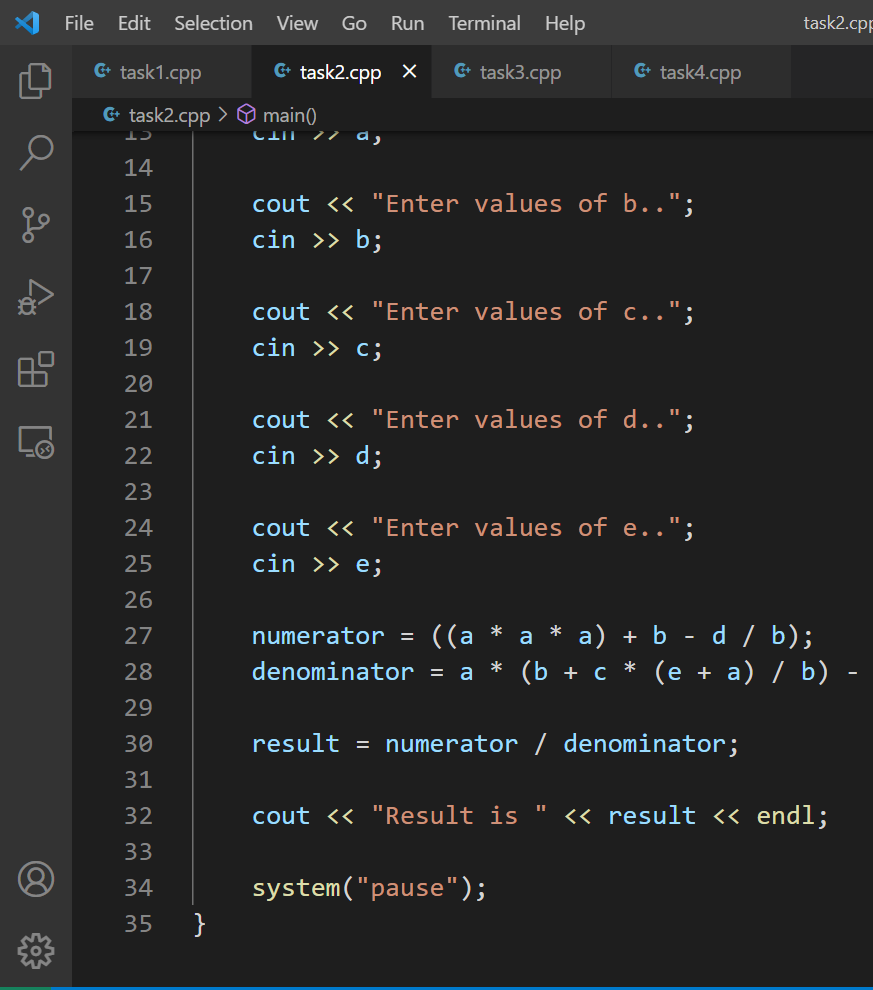 File Edit Selection View Go Run Terminal Help task2.cpp
task1.cpp task2.cpp task3.cpp task4.cpp
task2.cpp > main()
13 cin >> a;
14
15 cout << "Enter values of b..";
16 cin >> b;
17
18 cout << "Enter values of c..";
19 cin >> c;
20
21 cout << "Enter values of d..";
22 cin >> d;
23
24 cout << "Enter values of e..";
25 cin >> e;
26
27 numerator = ((a * a * a) + b - d / b);
28 denominator = a * (b + c * (e + a) / b) -
29
30 result = numerator / denominator;
31
32 cout << "Result is " << result << endl;
33
34 system("pause");
35 }